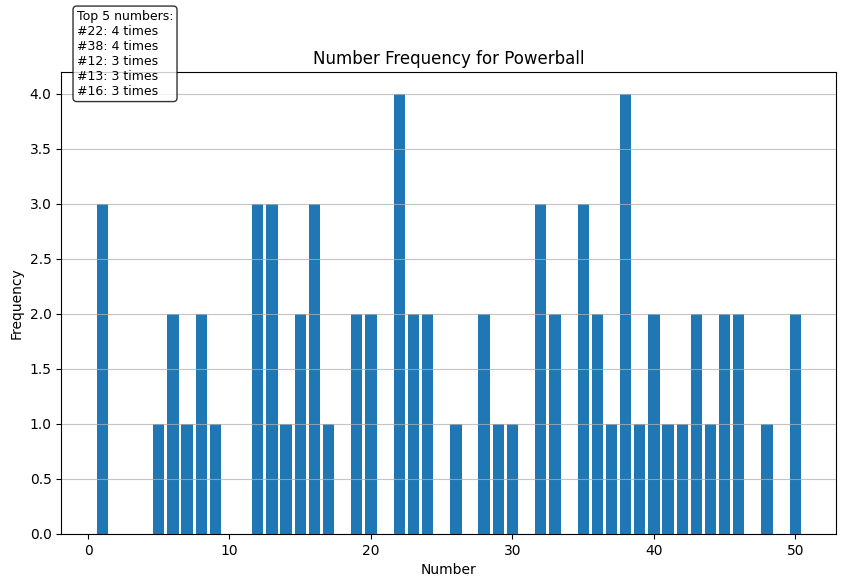 Top 5 numbers:
#22: 4 times
#38: 4 times
#12: 3 times
#13: 3 times
#16: 3 times
Number Frequency for Powerball
4.0
3.5
3.0
2.5
2.0
1.5
1.0
0.5
0.0
Frequency
0 10 20 30 40 50
Number